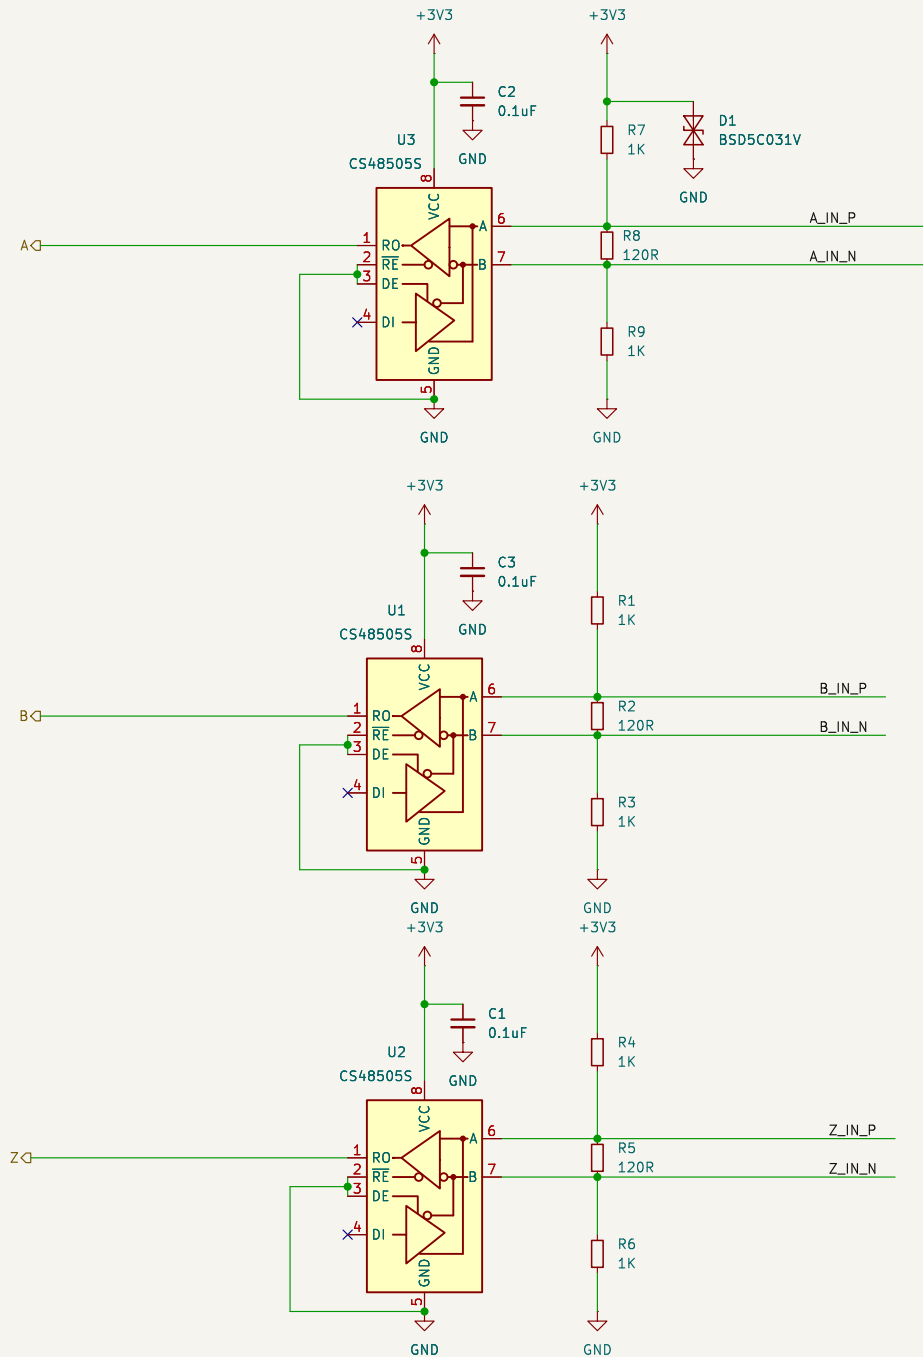 +3V3
+3V3
C2
0.1uF
D1
BSD5C031V
R7
1K
U3
CS48505S
GND
GND
8
VCC
A
1
RO
A
6
A_IN_P
R8
120R
2
RE
B
7
A_IN_N
3
DE
4
DI
R9
1K
GND
5
GND
GND
+3V3
+3V3
C3
0.1uF
R1
1K
U1
CS48505S
GND
8
VCC
B
1
RO
A
6
B_IN_P
R2
120R
2
RE
B
7
B_IN_N
3
DE
4
DI
R3
1K
GND
5
GND
GND
+3V3
+3V3
C1
0.1uF
R4
1K
U2
CS48505S
GND
8
VCC
Z
1
RO
A
6
Z_IN_P
R5
120R
2
RE
B
7
Z_IN_N
3
DE
4
DI
R6
1K
GND
5
GND
GND